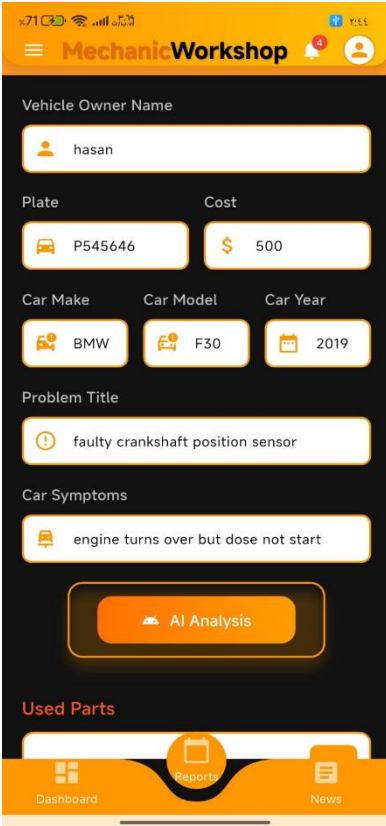 %71
٢:٤٤
MechanicWorkshop
4
Vehicle Owner Name
hasan
Plate Cost
P545646 $ 500
Car Make Car Model Car Year
BMW F30 2019
Problem Title
faulty crankshaft position sensor
Car Symptoms
engine turns over but dose not start
AI Analysis
Used Parts
Dashboard Reports News